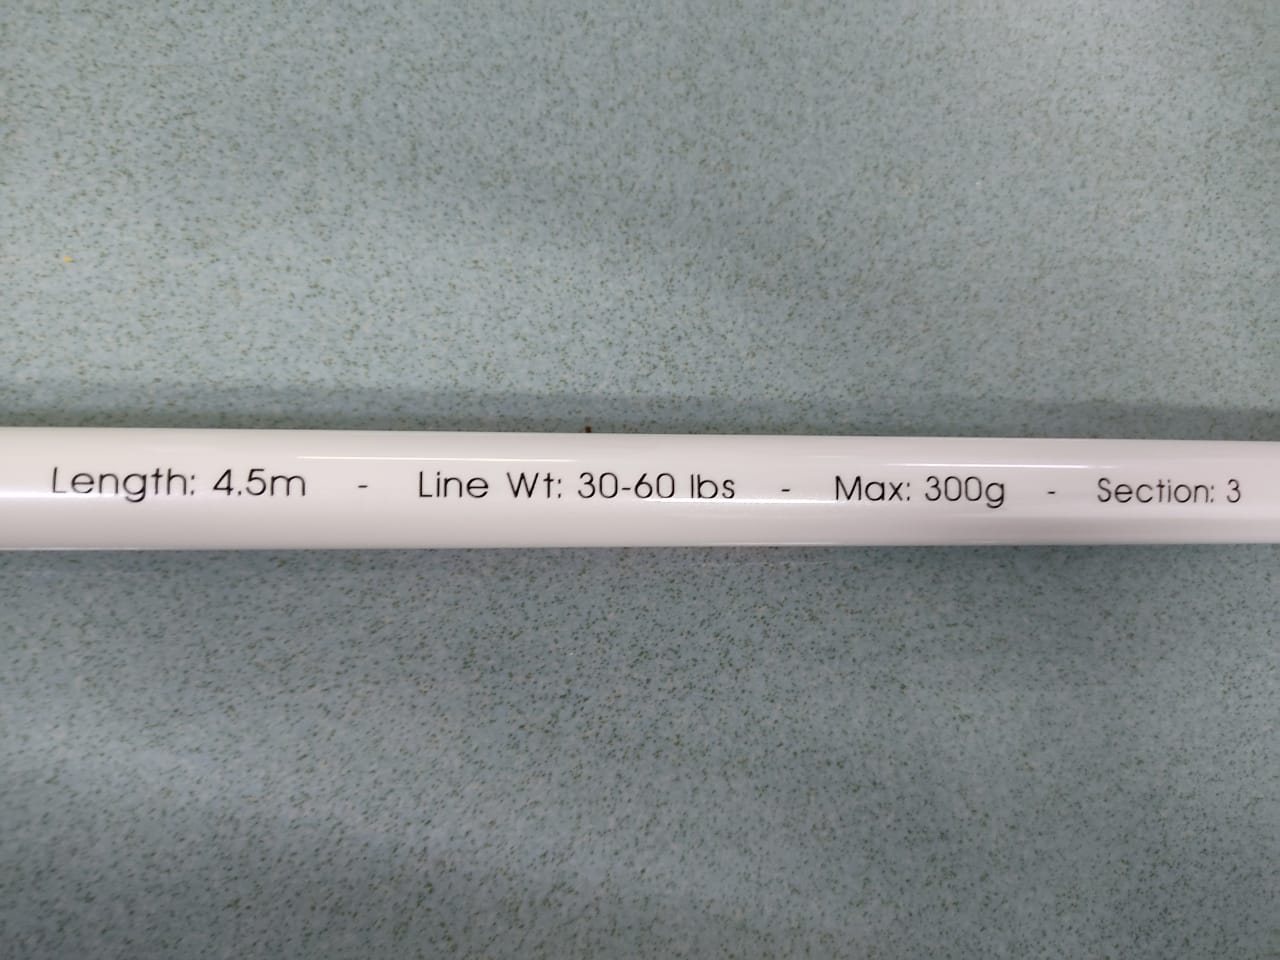 Length: 4.5m - Line Wt: 30-60 lbs - Max: 300g - Section: 3